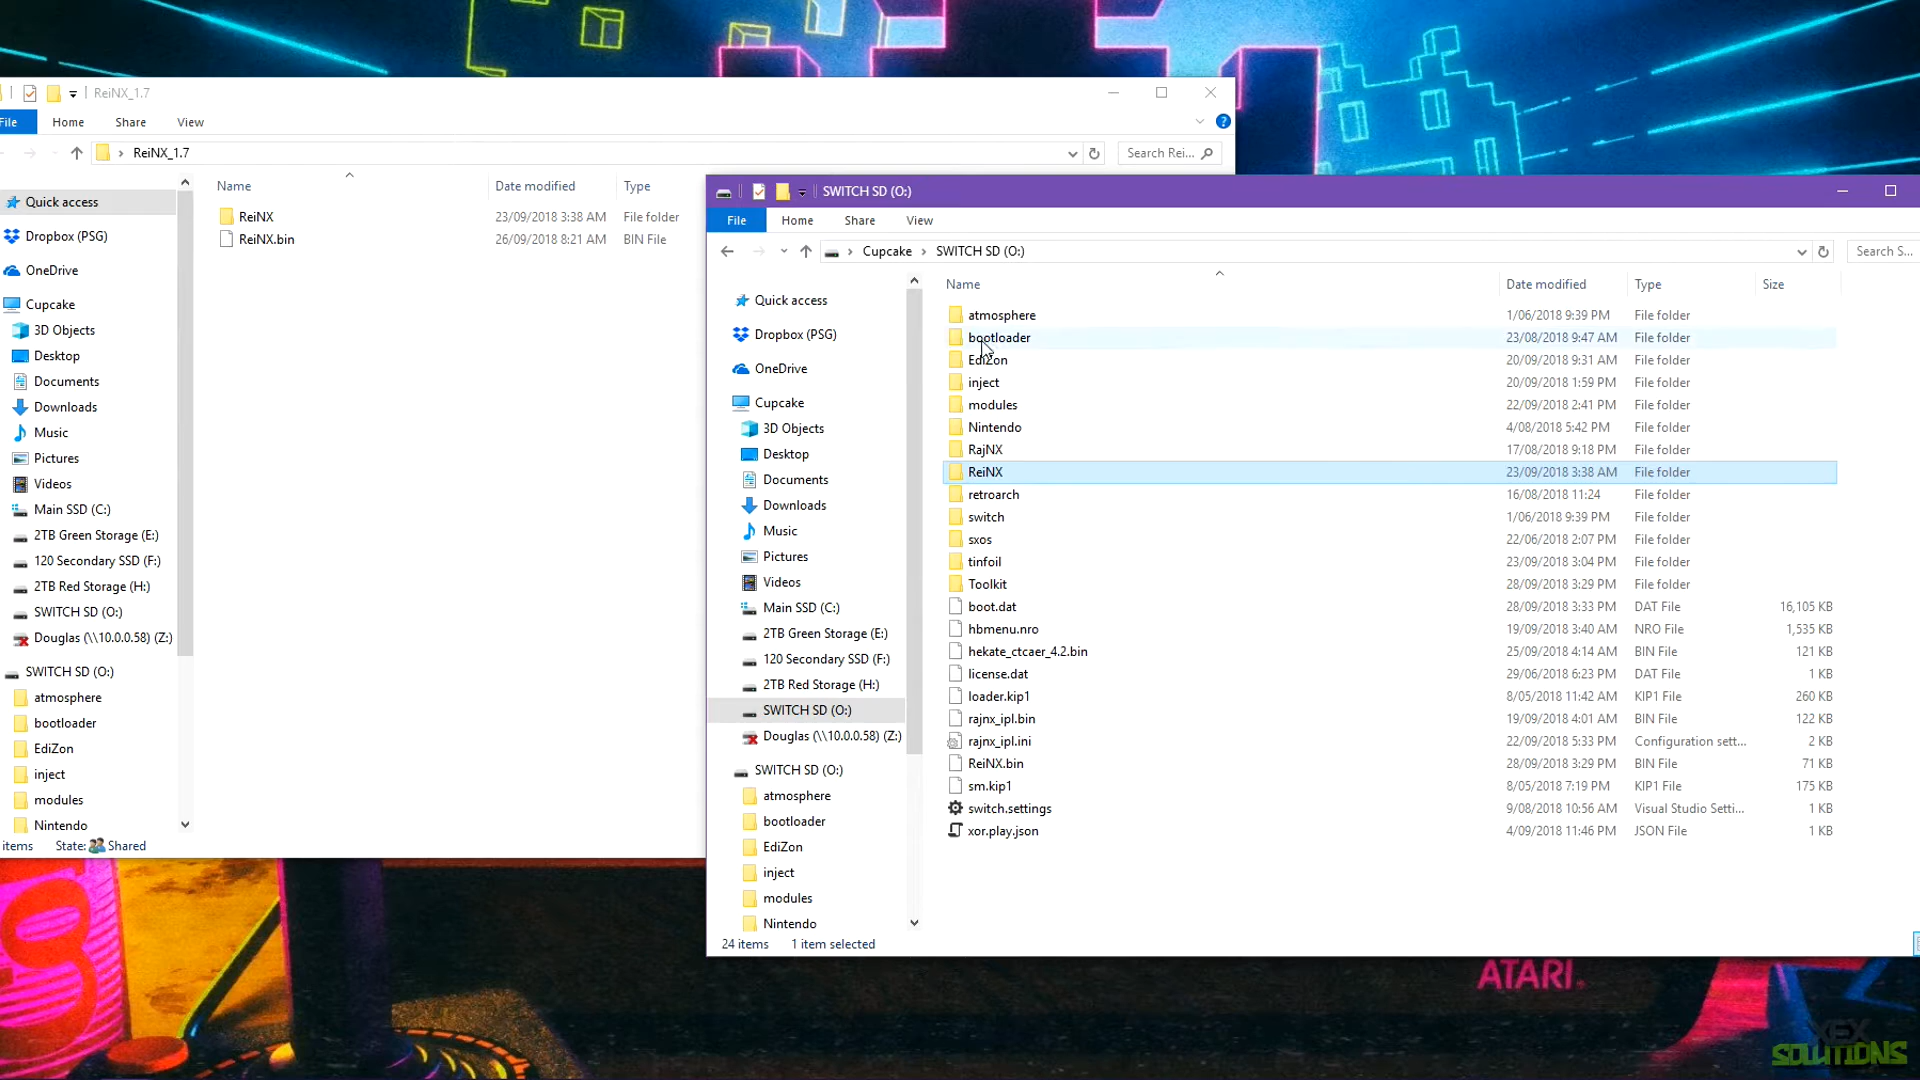 ReiNX_1.7
File Home Share View
ReiNX_1.7 Search Rei...
Name Date modified Type
ReiNX 23/09/2018 3:38 AM File folder
ReiNX.bin 26/09/2018 8:21 AM BIN File
Quick access
Dropbox (PSG)
OneDrive
Cupcake
3D Objects
Desktop
Documents
Downloads
Music
Pictures
Videos
Main SSD (C:)
2TB Green Storage (E:)
120 Secondary SSD (F:)
2TB Red Storage (H:)
SWITCH SD (O:)
Douglas (\\10.0.0.58) (Z:)
SWITCH SD (O:)
atmosphere
bootloader
EdiZon
inject
modules
Nintendo
items State: Shared
SWITCH SD (O:)
File Home Share View
Cupcake SWITCH SD (O:) Search S...
Quick access
Dropbox (PSG)
OneDrive
Cupcake
3D Objects
Desktop
Documents
Downloads
Music
Pictures
Videos
Main SSD (C:)
2TB Green Storage (E:)
120 Secondary SSD (F:)
2TB Red Storage (H:)
SWITCH SD (O:)
Douglas (\\10.0.0.58) (Z:)
SWITCH SD (O:)
atmosphere
bootloader
EdiZon
inject
modules
Nintendo
Name Date modified Type Size
atmosphere 1/06/2018 9:39 PM File folder
bootloader 23/08/2018 9:47 AM File folder
EdiZon 20/09/2018 9:31 AM File folder
inject 20/09/2018 1:59 PM File folder
modules 22/09/2018 2:41 PM File folder
Nintendo 4/08/2018 5:42 PM File folder
RajNX 17/08/2018 9:18 PM File folder
ReiNX 23/09/2018 3:38 AM File folder
retroarch 16/08/2018 11:24 File folder
switch 1/06/2018 9:39 PM File folder
sxos 22/06/2018 2:07 PM File folder
tinfoil 23/09/2018 3:04 PM File folder
Toolkit 28/09/2018 3:29 PM File folder
boot.dat 28/09/2018 3:33 PM DAT File 16,105 KB
hbmenu.nro 19/09/2018 3:40 AM NRO File 1,535 KB
hekate_ctcaer_4.2.bin 25/09/2018 4:14 AM BIN File 121 KB
license.dat 29/06/2018 6:23 PM DAT File 1 KB
loader.kip1 8/05/2018 11:42 AM KIP1 File 260 KB
rajnx_ipl.bin 19/09/2018 4:01 AM BIN File 122 KB
rajnx_ipl.ini 22/09/2018 5:33 PM Configuration sett... 2 KB
ReiNX.bin 28/09/2018 3:29 PM BIN File 71 KB
sm.kip1 8/05/2018 7:19 PM KIP1 File 175 KB
switch.settings 9/08/2018 10:56 AM Visual Studio Setti... 1 KB
xor.play.json 4/09/2018 11:46 PM JSON File 1 KB
24 items 1 item selected
ATARI
XEX
SOLUTIONS